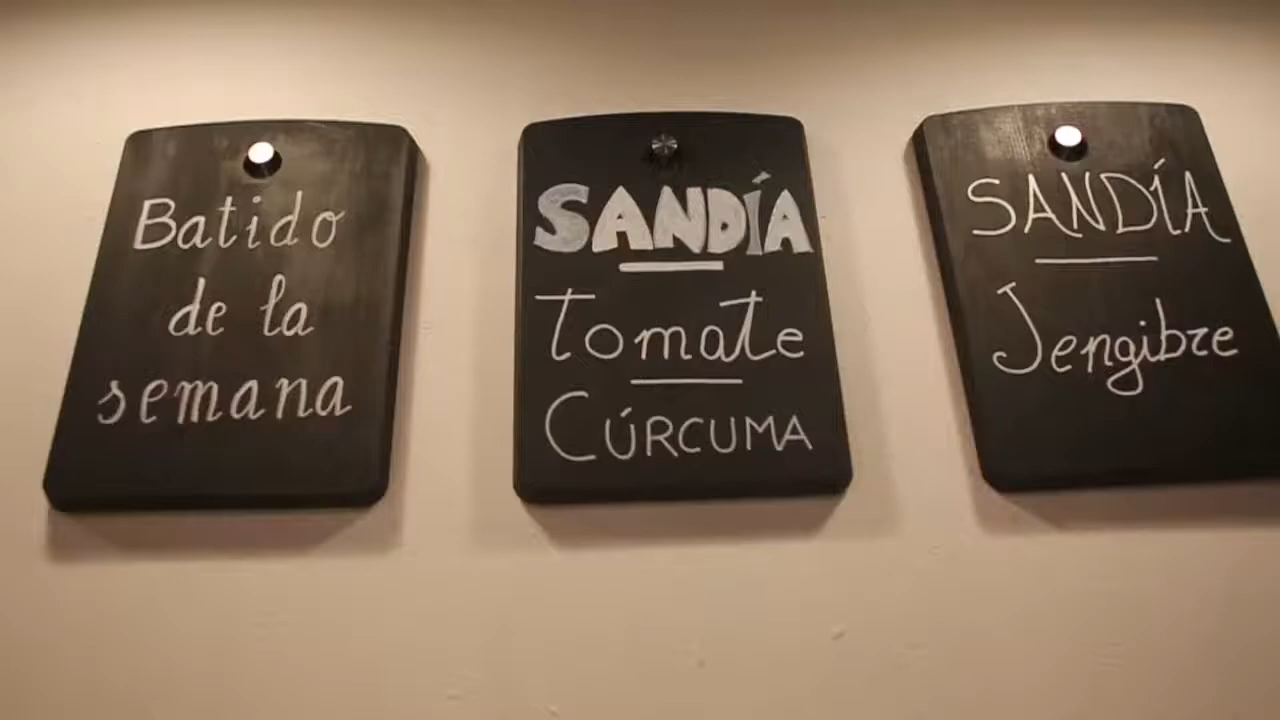 Batido
de la
semana
SANDÍA
Tomate
CÚRCUMA
SANDÍA
Jengibre